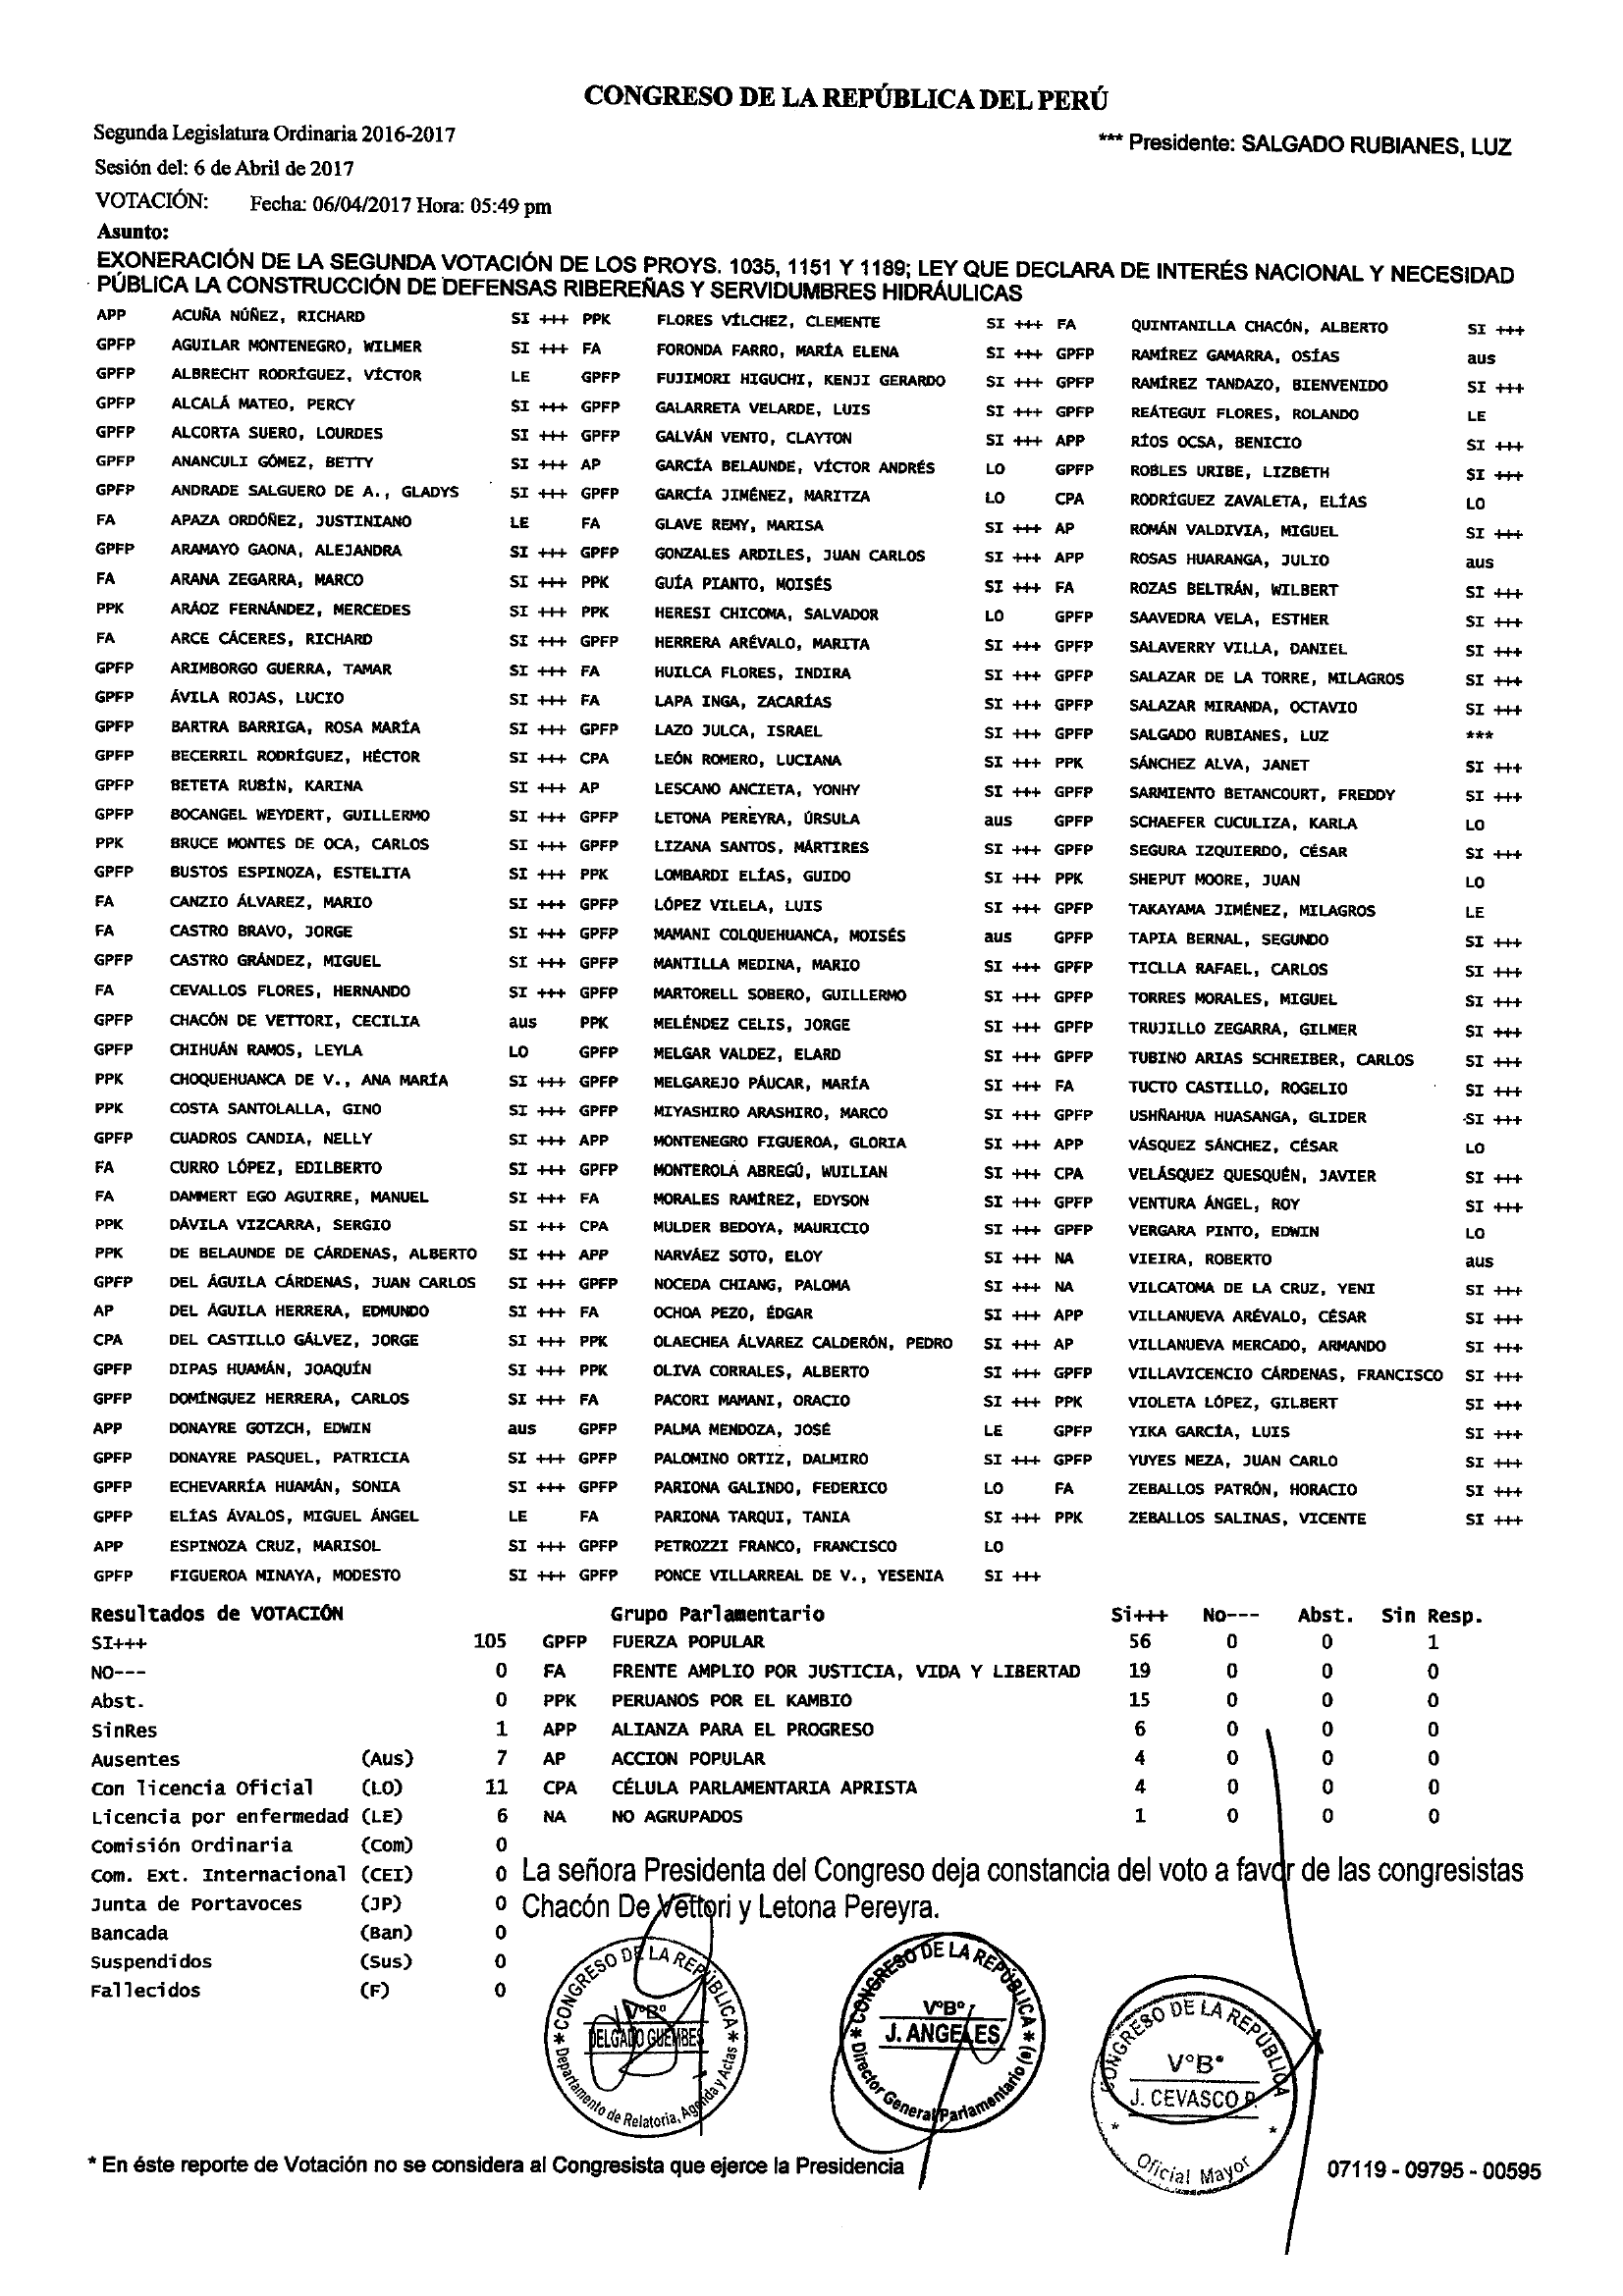 CONGRESO DE LA REPÚBLICA DEL PERÚ
Segunda Legislatura Ordinaria 2016-2017
*** Presidente: SALGADO RUBIANES, LUZ
Sesión del: 6 de Abril de 2017
VOTACIÓN: Fecha: 06/04/2017 Hora: 05:49 pm
Asunto:
EXONERACIÓN DE LA SEGUNDA VOTACIÓN DE LOS PROYS. 1035, 1151 Y 1189; LEY QUE DECLARA DE INTERÉS NACIONAL Y NECESIDAD
PÚBLICA LA CONSTRUCCIÓN DE DEFENSAS RIBEREÑAS Y SERVIDUMBRES HIDRÁULICAS
APP ACUÑA NÚÑEZ, RICHARD SI +++ PPK FLORES VÍLCHEZ, CLEMENTE SI +++ FA QUINTANILLA CHACÓN, ALBERTO SI +++
GPFP AGUILAR MONTENEGRO, WILMER SI +++ FA FORONDA FARRO, MARÍA ELENA SI +++ GPFP RAMÍREZ GAMARRA, OSÍAS aus
GPFP ALBRECHT RODRÍGUEZ, VÍCTOR LE GPFP FUJIMORI HIGUCHI, KENJI GERARDO SI +++ GPFP RAMÍREZ TANDAZO, BIENVENIDO SI +++
GPFP ALCALÁ MATEO, PERCY SI +++ GPFP GALARRETA VELARDE, LUIS SI +++ GPFP REÁTEGUI FLORES, ROLANDO LE
GPFP ALCORTA SUERO, LOURDES SI +++ GPFP GALVÁN VENTO, CLAYTON SI +++ APP RÍOS OCSA, BENICIO SI +++
GPFP ANANCULI GÓMEZ, BETTY SI +++ AP GARCÍA BELAUNDE, VÍCTOR ANDRÉS LO GPFP ROBLES URIBE, LIZBETH SI +++
GPFP ANDRADE SALGUERO DE A., GLADYS SI +++ GPFP GARCÍA JIMÉNEZ, MARITZA LO CPA RODRÍGUEZ ZAVALETA, ELÍAS LO
FA APAZA ORDÓÑEZ, JUSTINIANO LE FA GLAVE REMY, MARISA SI +++ AP ROMÁN VALDIVIA, MIGUEL SI +++
GPFP ARAMAYO GAONA, ALEJANDRA SI +++ GPFP GONZALES ARDILES, JUAN CARLOS SI +++ APP ROSAS HUARANGA, JULIO aus
FA ARANA ZEGARRA, MARCO SI +++ PPK GUÍA PIANTO, MOISÉS SI +++ FA ROZAS BELTRÁN, WILBERT SI +++
PPK ARÁOZ FERNÁNDEZ, MERCEDES SI +++ PPK HERESI CHICOMA, SALVADOR LO GPFP SAAVEDRA VELA, ESTHER SI +++
FA ARCE CÁCERES, RICHARD SI +++ GPFP HERRERA ARÉVALO, MARITA SI +++ GPFP SALAVERRY VILLA, DANIEL SI +++
GPFP ARIMBORGO GUERRA, TAMAR SI +++ FA HUILCA FLORES, INDIRA SI +++ GPFP SALAZAR DE LA TORRE, MILAGROS SI +++
GPFP ÁVILA ROJAS, LUCIO SI +++ FA LAPA INGA, ZACARÍAS SI +++ GPFP SALAZAR MIRANDA, OCTAVIO SI +++
GPFP BARTRA BARRIGA, ROSA MARÍA SI +++ GPFP LAZO JULCA, ISRAEL SI +++ GPFP SALGADO RUBIANES, LUZ ***
GPFP BECERRIL RODRÍGUEZ, HÉCTOR SI +++ CPA LEÓN ROMERO, LUCIANA SI +++ PPK SÁNCHEZ ALVA, JANET SI +++
GPFP BETETA RUBÍN, KARINA SI +++ AP LESCANO ANCIETA, YONHY SI +++ GPFP SARMIENTO BETANCOURT, FREDDY SI +++
GPFP BOCANGEL WEYDERT, GUILLERMO SI +++ GPFP LETONA PEREYRA, ÚRSULA aus GPFP SCHAEFER CUCULIZA, KARLA LO
PPK BRUCE MONTES DE OCA, CARLOS SI +++ GPFP LIZANA SANTOS, MÁRTIRES SI +++ GPFP SEGURA IZQUIERDO, CÉSAR SI +++
GPFP BUSTOS ESPINOZA, ESTELITA SI +++ PPK LOMBARDI ELÍAS, GUIDO SI +++ PPK SHEPUT MOORE, JUAN LO
FA CANZIO ÁLVAREZ, MARIO SI +++ GPFP LÓPEZ VILELA, LUIS SI +++ GPFP TAKAYAMA JIMÉNEZ, MILAGROS LE
FA CASTRO BRAVO, JORGE SI +++ GPFP MAMANI COLQUEHUANCA, MOISÉS aus GPFP TAPIA BERNAL, SEGUNDO SI +++
GPFP CASTRO GRÁNDEZ, MIGUEL SI +++ GPFP MANTILLA MEDINA, MARIO SI +++ GPFP TICLLA RAFAEL, CARLOS SI +++
FA CEVALLOS FLORES, HERNANDO SI +++ GPFP MARTORELL SOBERO, GUILLERMO SI +++ GPFP TORRES MORALES, MIGUEL SI +++
GPFP CHACÓN DE VETTORI, CECILIA aus PPK MELÉNDEZ CELIS, JORGE SI +++ GPFP TRUJILLO ZEGARRA, GILMER SI +++
GPFP CHIHUÁN RAMOS, LEYLA LO GPFP MELGAR VALDEZ, ELARD SI +++ GPFP TUBINO ARIAS SCHREIBER, CARLOS SI +++
PPK CHOQUEHUANCA DE V., ANA MARÍA SI +++ GPFP MELGAREJO PÁUCAR, MARÍA SI +++ FA TUCTO CASTILLO, ROGELIO SI +++
PPK COSTA SANTOLALLA, GINO SI +++ GPFP MIYASHIRO ARASHIRO, MARCO SI +++ GPFP USHÑAHUA HUASANGA, GLIDER SI +++
GPFP CUADROS CANDIA, NELLY SI +++ APP MONTENEGRO FIGUEROA, GLORIA SI +++ APP VÁSQUEZ SÁNCHEZ, CÉSAR LO
FA CURRO LÓPEZ, EDILBERTO SI +++ GPFP MONTEROLA ABREGÚ, WUILIAN SI +++ CPA VELÁSQUEZ QUESQUÉN, JAVIER SI +++
FA DAMMERT EGO AGUIRRE, MANUEL SI +++ FA MORALES RAMÍREZ, EDYSON SI +++ GPFP VENTURA ÁNGEL, ROY SI +++
PPK DÁVILA VIZCARRA, SERGIO SI +++ CPA MULDER BEDOYA, MAURICIO SI +++ GPFP VERGARA PINTO, EDWIN LO
PPK DE BELAUNDE DE CÁRDENAS, ALBERTO SI +++ APP NARVÁEZ SOTO, ELOY SI +++ NA VIEIRA, ROBERTO aus
GPFP DEL ÁGUILA CÁRDENAS, JUAN CARLOS SI +++ GPFP NOCEDA CHIANG, PALOMA SI +++ NA VILCATOMA DE LA CRUZ, YENI SI +++
AP DEL ÁGUILA HERRERA, EDMUNDO SI +++ FA OCHOA PEZO, ÉDGAR SI +++ APP VILLANUEVA ARÉVALO, CÉSAR SI +++
CPA DEL CASTILLO GÁLVEZ, JORGE SI +++ PPK OLAECHEA ÁLVAREZ CALDERÓN, PEDRO SI +++ AP VILLANUEVA MERCADO, ARMANDO SI +++
GPFP DIPAS HUAMÁN, JOAQUÍN SI +++ PPK OLIVA CORRALES, ALBERTO SI +++ GPFP VILLAVICENCIO CÁRDENAS, FRANCISCO SI +++
GPFP DOMÍNGUEZ HERRERA, CARLOS SI +++ FA PACORI MAMANI, ORACIO SI +++ PPK VIOLETA LÓPEZ, GILBERT SI +++
APP DONAYRE GOTZCH, EDWIN aus GPFP PALMA MENDOZA, JOSÉ LE GPFP YIKA GARCÍA, LUIS SI +++
GPFP DONAYRE PASQUEL, PATRICIA SI +++ GPFP PALOMINO ORTIZ, DALMIRO SI +++ GPFP YUYES MEZA, JUAN CARLO SI +++
GPFP ECHEVARRÍA HUAMÁN, SONIA SI +++ GPFP PARIONA GALINDO, FEDERICO LO FA ZEBALLOS PATRÓN, HORACIO SI +++
GPFP ELÍAS ÁVALOS, MIGUEL ÁNGEL LE FA PARIONA TARQUI, TANIA SI +++ PPK ZEBALLOS SALINAS, VICENTE SI +++
APP ESPINOZA CRUZ, MARISOL SI +++ GPFP PETROZZI FRANCO, FRANCISCO LO
GPFP FIGUEROA MINAYA, MODESTO SI +++ GPFP PONCE VILLARREAL DE V., YESENIA SI +++
Resultados de VOTACIÓN Grupo Parlamentario Si+++ No--- Abst. Sin Resp.
SI+++ 105 GPFP FUERZA POPULAR 56 0 0 1
NO--- 0 FA FRENTE AMPLIO POR JUSTICIA, VIDA Y LIBERTAD 19 0 0 0
Abst. 0 PPK PERUANOS POR EL KAMBIO 15 0 0 0
SinRes 1 APP ALIANZA PARA EL PROGRESO 6 0 0 0
Ausentes (Aus) 7 AP ACCION POPULAR 4 0 0 0
Con licencia Oficial (LO) 11 CPA CÉLULA PARLAMENTARIA APRISTA 4 0 0 0
Licencia por enfermedad (LE) 6 NA NO AGRUPADOS 1 0 0 0
Comisión Ordinaria (Com) 0
Com. Ext. Internacional (CEI) 0
Junta de Portavoces (JP) 0
Bancada (Ban) 0
Suspendidos (Sus) 0
Fallecidos (F) 0
La señora Presidenta del Congreso deja constancia del voto a favor de las congresistas
Chacón De Vettori y Letona Pereyra.
* CONGRESO DE LA REPÚBLICA *
V°B°
DELGADO GUEMBES
Departamento de Relatoría, Agenda y Actas
* CONGRESO DE LA REPÚBLICA *
V°B°
J. ANGELES
Director General Parlamentario (e)
CONGRESO DE LA REPÚBLICA
V°B°
J. CEVASCO P.
* Oficial Mayor *
* En éste reporte de Votación no se considera al Congresista que ejerce la Presidencia
07119 - 09795 - 00595